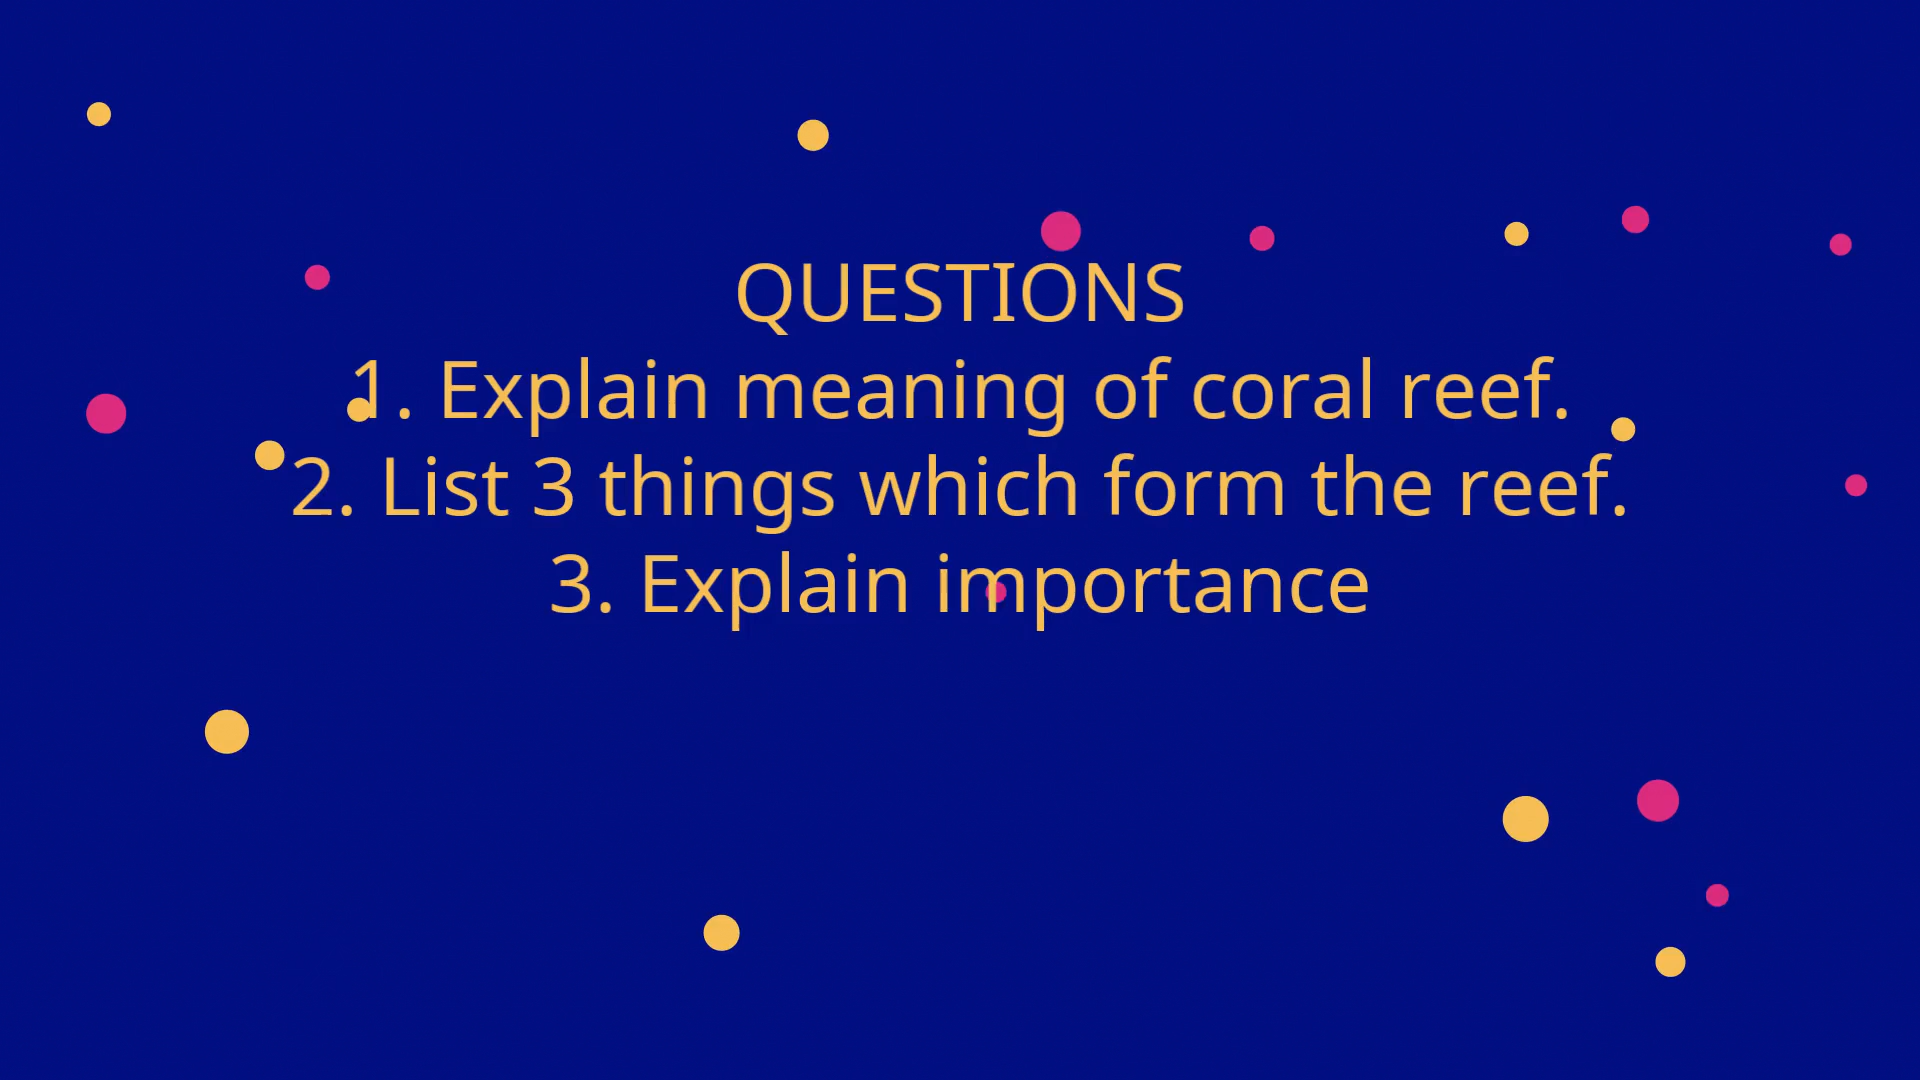 QUESTIONS
1. Explain meaning of coral reef.
2. List 3 things which form the reef.
3. Explain importance